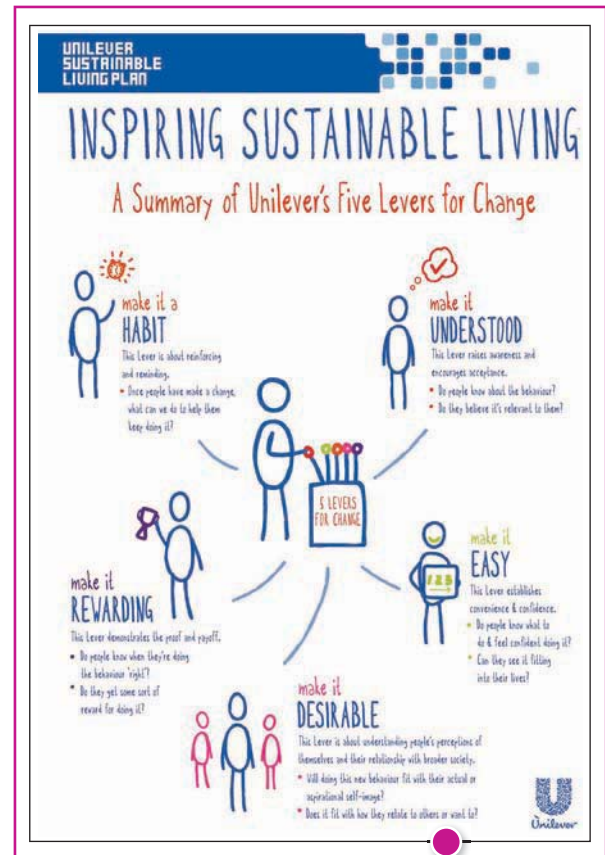 UNILEVER
SUSTAINABLE
LIVING PLAN
INSPIRING SUSTAINABLE LIVING
A Summary of Unilever's Five Levers for Change
make it a
HABIT
This Lever is about reinforcing
and reminding.
• Once people have made a change,
what can we do to help them
keep doing it?
make it
UNDERSTOOD
This Lever raises awareness and
encourages acceptance.
• Do people know about the behaviour?
• Do they believe it's relevant to them?
5 LEVERS
FOR CHANGE
make it
EASY
This Lever establishes
convenience & confidence.
• Do people know what to
do & feel confident doing it?
• Can they see it fitting
into their lives?
123
make it
REWARDING
This Lever demonstrates the proof and payoff.
• Do people know when they're doing
the behaviour 'right'?
• Do they get some sort of
reward for doing it?
make it
DESIRABLE
This Lever is about understanding people's perceptions of
themselves and their relationship with broader society.
• Will doing this new behaviour fit with their actual or
aspirational self-image?
• Does it fit with how they relate to others or want to?
Unilever